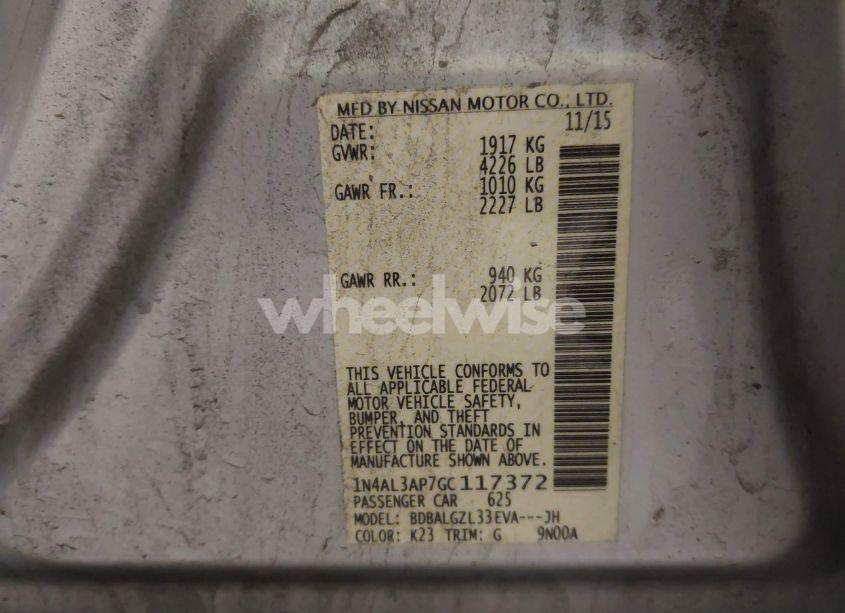 MFD BY NISSAN MOTOR CO., LTD.
DATE: 11/15
GVWR: 1917 KG
4226 LB
GAWR FR.: 1010 KG
2227 LB
GAWR RR.: 940 KG
2072 LB
wheelwise
THIS VEHICLE CONFORMS TO
ALL APPLICABLE FEDERAL
MOTOR VEHICLE SAFETY,
BUMPER, AND THEFT
PREVENTION STANDARDS IN
EFFECT ON THE DATE OF
MANUFACTURE SHOWN ABOVE.
1N4AL3AP7GC117372
PASSENGER CAR 625
MODEL: BDBALGZL33EVA---JH
COLOR: K23 TRIM: G 9N00A